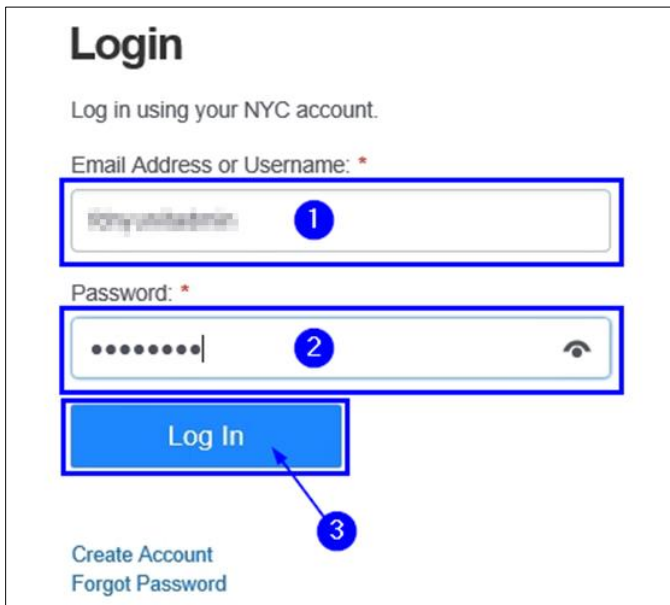 Login
Log in using your NYC account.
Email Address or Username: *
1
Password: *
2
Log In
3
Create Account
Forgot Password